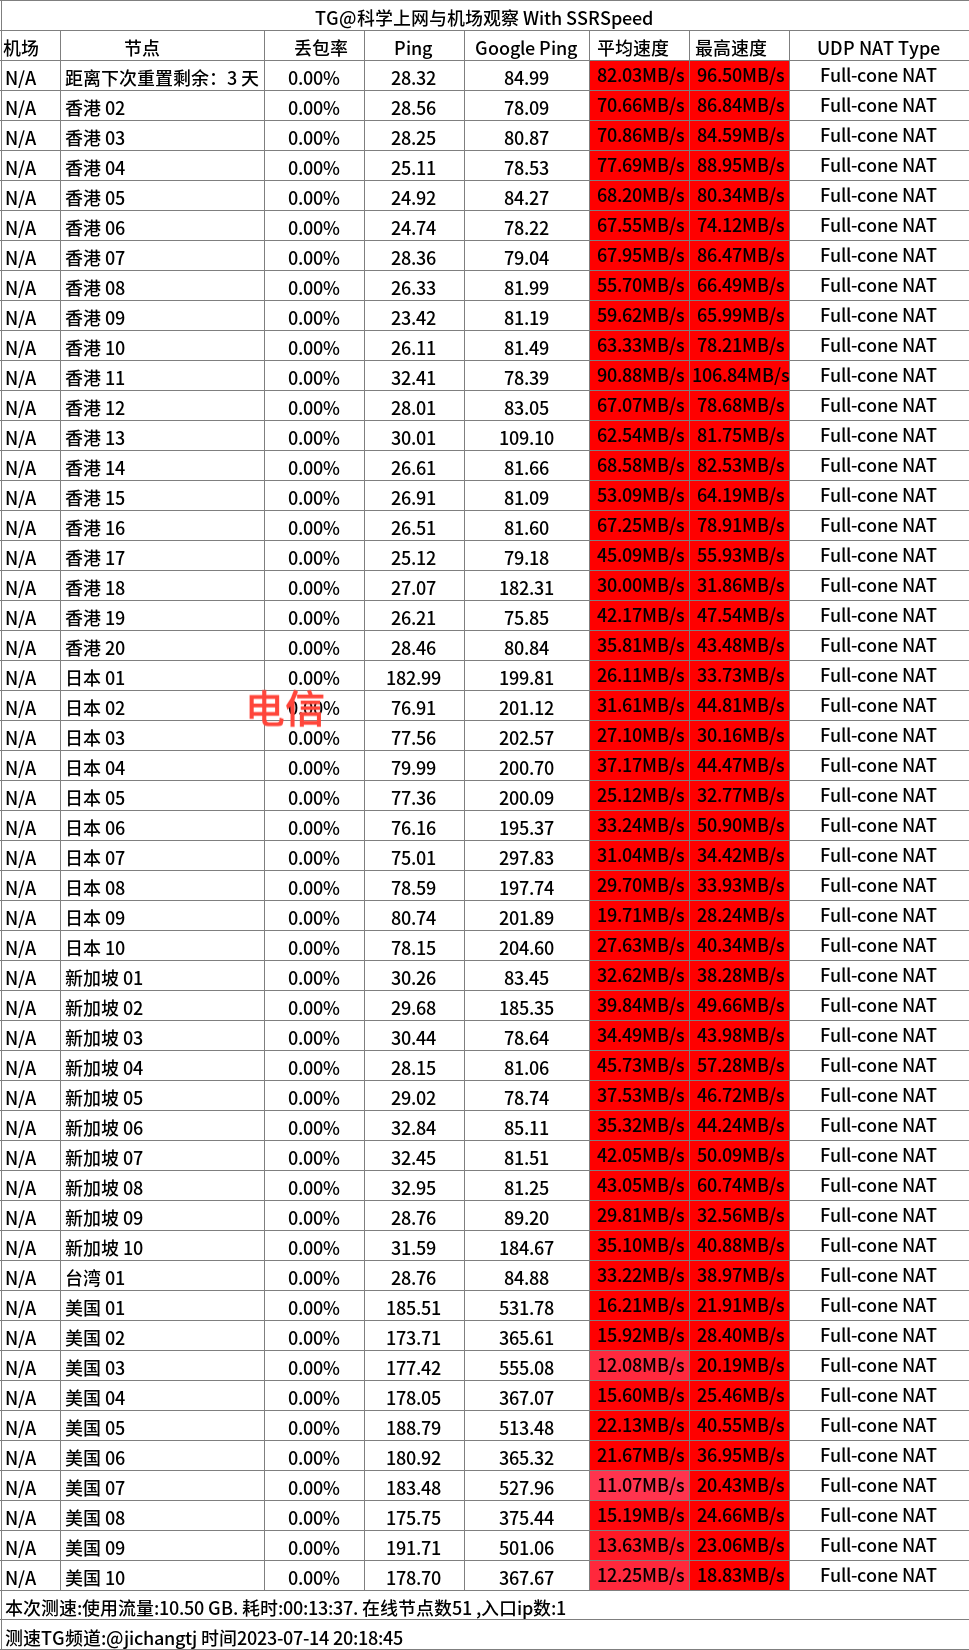 TG@科学上网与机场观察 With SSRSpeed
机场 节点 丢包率 Ping Google Ping 平均速度 最高速度 UDP NAT Type
N/A 距离下次重置剩余：3 天 0.00% 28.32 84.99 82.03MB/s 96.50MB/s Full-cone NAT
N/A 香港 02 0.00% 28.56 78.09 70.66MB/s 86.84MB/s Full-cone NAT
N/A 香港 03 0.00% 28.25 80.87 70.86MB/s 84.59MB/s Full-cone NAT
N/A 香港 04 0.00% 25.11 78.53 77.69MB/s 88.95MB/s Full-cone NAT
N/A 香港 05 0.00% 24.92 84.27 68.20MB/s 80.34MB/s Full-cone NAT
N/A 香港 06 0.00% 24.74 78.22 67.55MB/s 74.12MB/s Full-cone NAT
N/A 香港 07 0.00% 28.36 79.04 67.95MB/s 86.47MB/s Full-cone NAT
N/A 香港 08 0.00% 26.33 81.99 55.70MB/s 66.49MB/s Full-cone NAT
N/A 香港 09 0.00% 23.42 81.19 59.62MB/s 65.99MB/s Full-cone NAT
N/A 香港 10 0.00% 26.11 81.49 63.33MB/s 78.21MB/s Full-cone NAT
N/A 香港 11 0.00% 32.41 78.39 90.88MB/s 106.84MB/s Full-cone NAT
N/A 香港 12 0.00% 28.01 83.05 67.07MB/s 78.68MB/s Full-cone NAT
N/A 香港 13 0.00% 30.01 109.10 62.54MB/s 81.75MB/s Full-cone NAT
N/A 香港 14 0.00% 26.61 81.66 68.58MB/s 82.53MB/s Full-cone NAT
N/A 香港 15 0.00% 26.91 81.09 53.09MB/s 64.19MB/s Full-cone NAT
N/A 香港 16 0.00% 26.51 81.60 67.25MB/s 78.91MB/s Full-cone NAT
N/A 香港 17 0.00% 25.12 79.18 45.09MB/s 55.93MB/s Full-cone NAT
N/A 香港 18 0.00% 27.07 182.31 30.00MB/s 31.86MB/s Full-cone NAT
N/A 香港 19 0.00% 26.21 75.85 42.17MB/s 47.54MB/s Full-cone NAT
N/A 香港 20 0.00% 28.46 80.84 35.81MB/s 43.48MB/s Full-cone NAT
N/A 日本 01 0.00% 182.99 199.81 26.11MB/s 33.73MB/s Full-cone NAT
电信
N/A 日本 02 0.00% 76.91 201.12 31.61MB/s 44.81MB/s Full-cone NAT
N/A 日本 03 0.00% 77.56 202.57 27.10MB/s 30.16MB/s Full-cone NAT
N/A 日本 04 0.00% 79.99 200.70 37.17MB/s 44.47MB/s Full-cone NAT
N/A 日本 05 0.00% 77.36 200.09 25.12MB/s 32.77MB/s Full-cone NAT
N/A 日本 06 0.00% 76.16 195.37 33.24MB/s 50.90MB/s Full-cone NAT
N/A 日本 07 0.00% 75.01 297.83 31.04MB/s 34.42MB/s Full-cone NAT
N/A 日本 08 0.00% 78.59 197.74 29.70MB/s 33.93MB/s Full-cone NAT
N/A 日本 09 0.00% 80.74 201.89 19.71MB/s 28.24MB/s Full-cone NAT
N/A 日本 10 0.00% 78.15 204.60 27.63MB/s 40.34MB/s Full-cone NAT
N/A 新加坡 01 0.00% 30.26 83.45 32.62MB/s 38.28MB/s Full-cone NAT
N/A 新加坡 02 0.00% 29.68 185.35 39.84MB/s 49.66MB/s Full-cone NAT
N/A 新加坡 03 0.00% 30.44 78.64 34.49MB/s 43.98MB/s Full-cone NAT
N/A 新加坡 04 0.00% 28.15 81.06 45.73MB/s 57.28MB/s Full-cone NAT
N/A 新加坡 05 0.00% 29.02 78.74 37.53MB/s 46.72MB/s Full-cone NAT
N/A 新加坡 06 0.00% 32.84 85.11 35.32MB/s 44.24MB/s Full-cone NAT
N/A 新加坡 07 0.00% 32.45 81.51 42.05MB/s 50.09MB/s Full-cone NAT
N/A 新加坡 08 0.00% 32.95 81.25 43.05MB/s 60.74MB/s Full-cone NAT
N/A 新加坡 09 0.00% 28.76 89.20 29.81MB/s 32.56MB/s Full-cone NAT
N/A 新加坡 10 0.00% 31.59 184.67 35.10MB/s 40.88MB/s Full-cone NAT
N/A 台湾 01 0.00% 28.76 84.88 33.22MB/s 38.97MB/s Full-cone NAT
N/A 美国 01 0.00% 185.51 531.78 16.21MB/s 21.91MB/s Full-cone NAT
N/A 美国 02 0.00% 173.71 365.61 15.92MB/s 28.40MB/s Full-cone NAT
N/A 美国 03 0.00% 177.42 555.08 12.08MB/s 20.19MB/s Full-cone NAT
N/A 美国 04 0.00% 178.05 367.07 15.60MB/s 25.46MB/s Full-cone NAT
N/A 美国 05 0.00% 188.79 513.48 22.13MB/s 40.55MB/s Full-cone NAT
N/A 美国 06 0.00% 180.92 365.32 21.67MB/s 36.95MB/s Full-cone NAT
N/A 美国 07 0.00% 183.48 527.96 11.07MB/s 20.43MB/s Full-cone NAT
N/A 美国 08 0.00% 175.75 375.44 15.19MB/s 24.66MB/s Full-cone NAT
N/A 美国 09 0.00% 191.71 501.06 13.63MB/s 23.06MB/s Full-cone NAT
N/A 美国 10 0.00% 178.70 367.67 12.25MB/s 18.83MB/s Full-cone NAT
本次测速:使用流量:10.50 GB. 耗时:00:13:37. 在线节点数51 ,入口ip数:1
测速TG频道:@jichangtj 时间2023-07-14 20:18:45